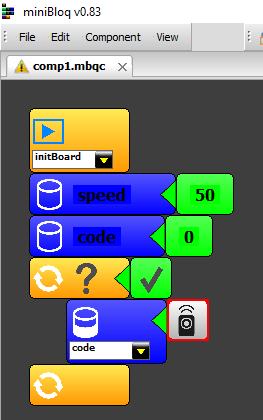 miniBloq v0.83
File Edit Component View
comp1.mbqc
initBoard
speed 50
code 0
?
code